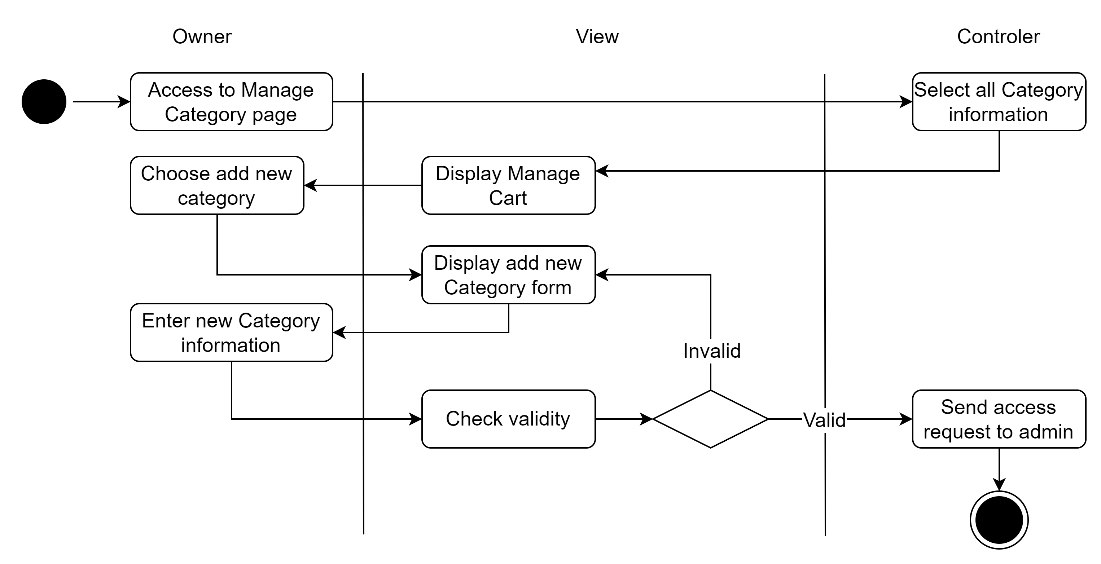 Owner
View
Controler
Access to Manage
Category page
Select all Category
information
Choose add new
category
Display Manage
Cart
Display add new
Category form
Enter new Category
information
Invalid
Check validity
Valid
Send access
request to admin